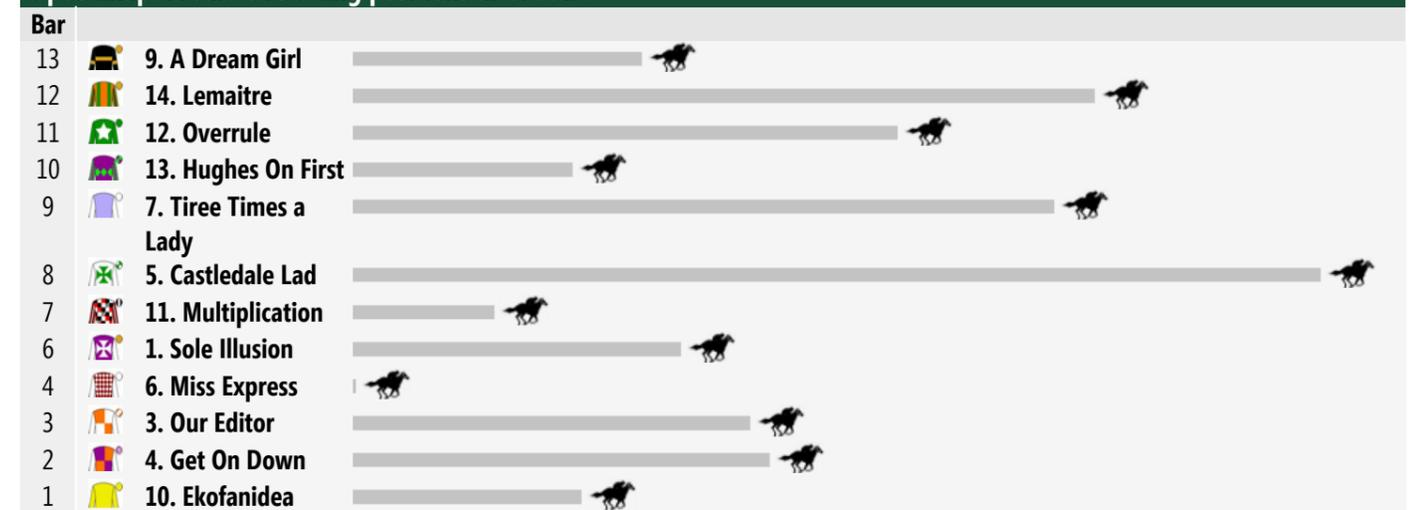 Bar
13 9. A Dream Girl
12 14. Lemaitre
11 12. Overrule
10 13. Hughes On First
9 7. Tiree Times a
Lady
8 5. Castledale Lad
7 11. Multiplication
6 1. Sole Illusion
4 6. Miss Express
3 3. Our Editor
2 4. Get On Down
1 10. Ekofanidea